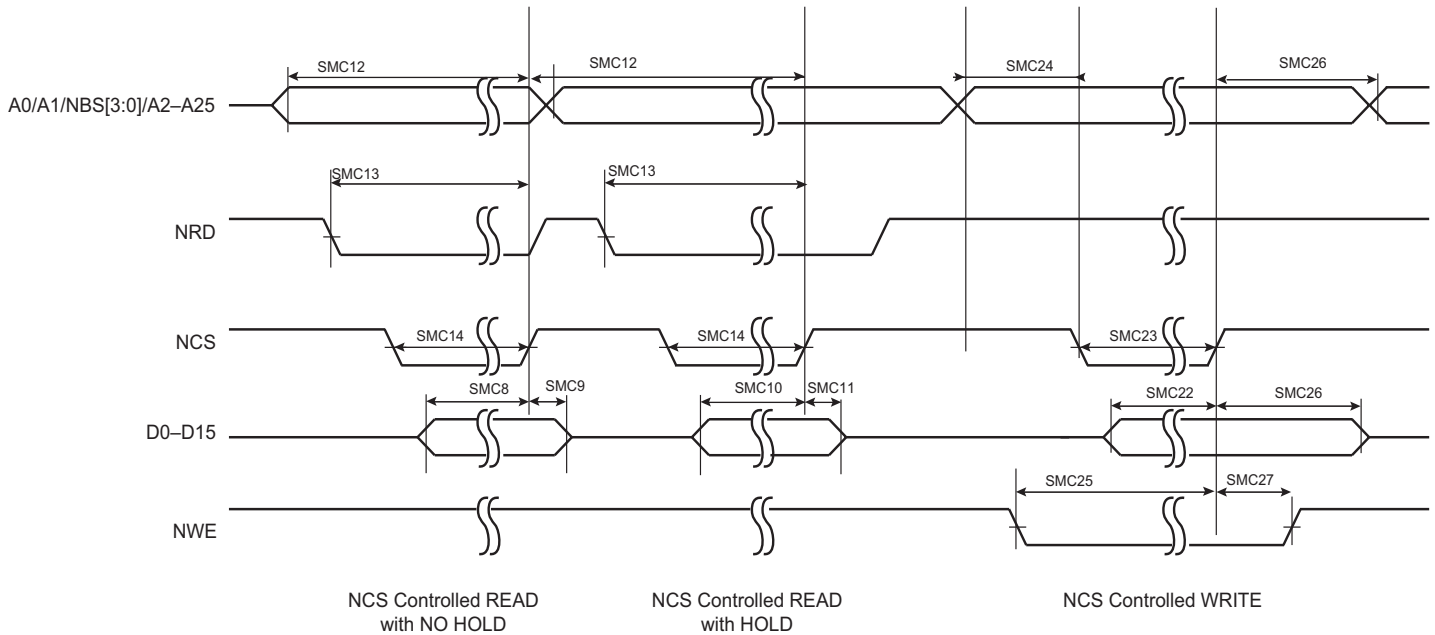 SMC12
SMC12
SMC24
SMC26
A0/A1/NBS[3:0]/A2–A25
SMC13
SMC13
NRD
NCS
SMC14
SMC14
SMC23
SMC8
SMC9
SMC10
SMC11
SMC22
SMC26
D0–D15
SMC25
SMC27
NWE
NCS Controlled READ
with NO HOLD
NCS Controlled READ
with HOLD
NCS Controlled WRITE